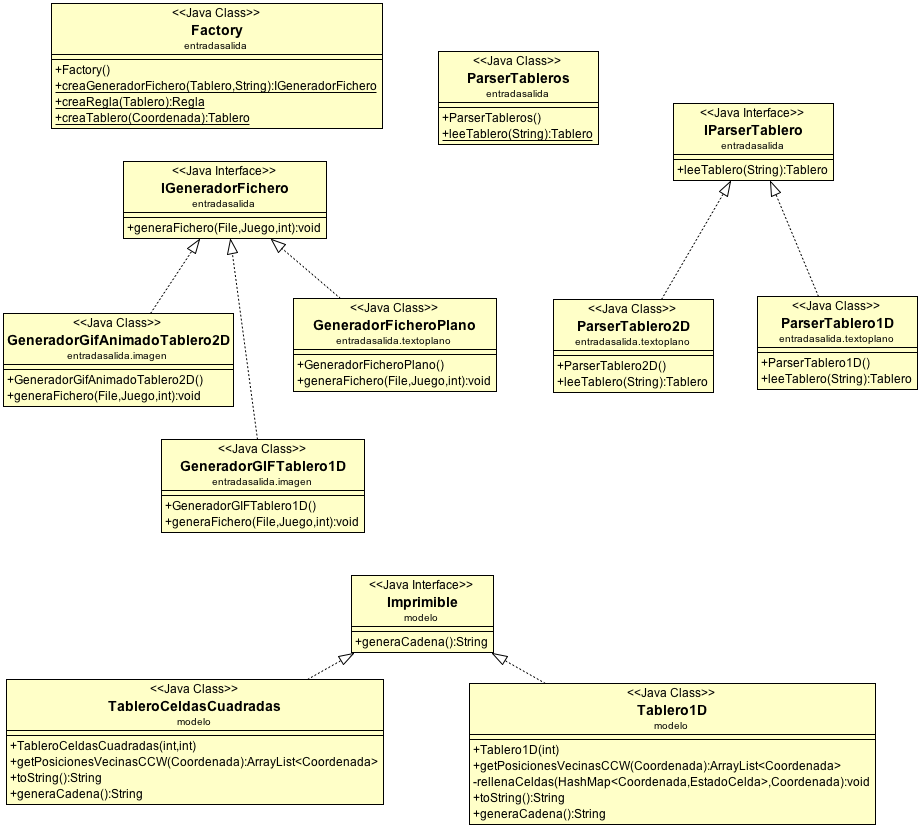 <<Java Class>>
Factory
entradasalida
+Factory()
+creaGeneradorFichero(Tablero,String):IGeneradorFichero
+creaRegla(Tablero):Regla
+creaTablero(Coordenada):Tablero
<<Java Class>>
ParserTableros
entradasalida
+ParserTableros()
+leeTablero(String):Tablero
<<Java Interface>>
IParserTablero
entradasalida
+leeTablero(String):Tablero
<<Java Interface>>
IGeneradorFichero
entradasalida
+generaFichero(File,Juego,int):void
<<Java Class>>
GeneradorGifAnimadoTablero2D
entradasalida.imagen
+GeneradorGifAnimadoTablero2D()
+generaFichero(File,Juego,int):void
<<Java Class>>
GeneradorFicheroPlano
entradasalida.textoplano
+GeneradorFicheroPlano()
+generaFichero(File,Juego,int):void
<<Java Class>>
ParserTablero2D
entradasalida.textoplano
+ParserTablero2D()
+leeTablero(String):Tablero
<<Java Class>>
ParserTablero1D
entradasalida.textoplano
+ParserTablero1D()
+leeTablero(String):Tablero
<<Java Class>>
GeneradorGIFTablero1D
entradasalida.imagen
+GeneradorGIFTablero1D()
+generaFichero(File,Juego,int):void
<<Java Interface>>
Imprimible
modelo
+generaCadena():String
<<Java Class>>
TableroCeldasCuadradas
modelo
+TableroCeldasCuadradas(int,int)
+getPosicionesVecinasCCW(Coordenada):ArrayList<Coordenada>
+toString():String
+generaCadena():String
<<Java Class>>
Tablero1D
modelo
+Tablero1D(int)
+getPosicionesVecinasCCW(Coordenada):ArrayList<Coordenada>
-rellenaCeldas(HashMap<Coordenada,EstadoCelda>,Coordenada):void
+toString():String
+generaCadena():String